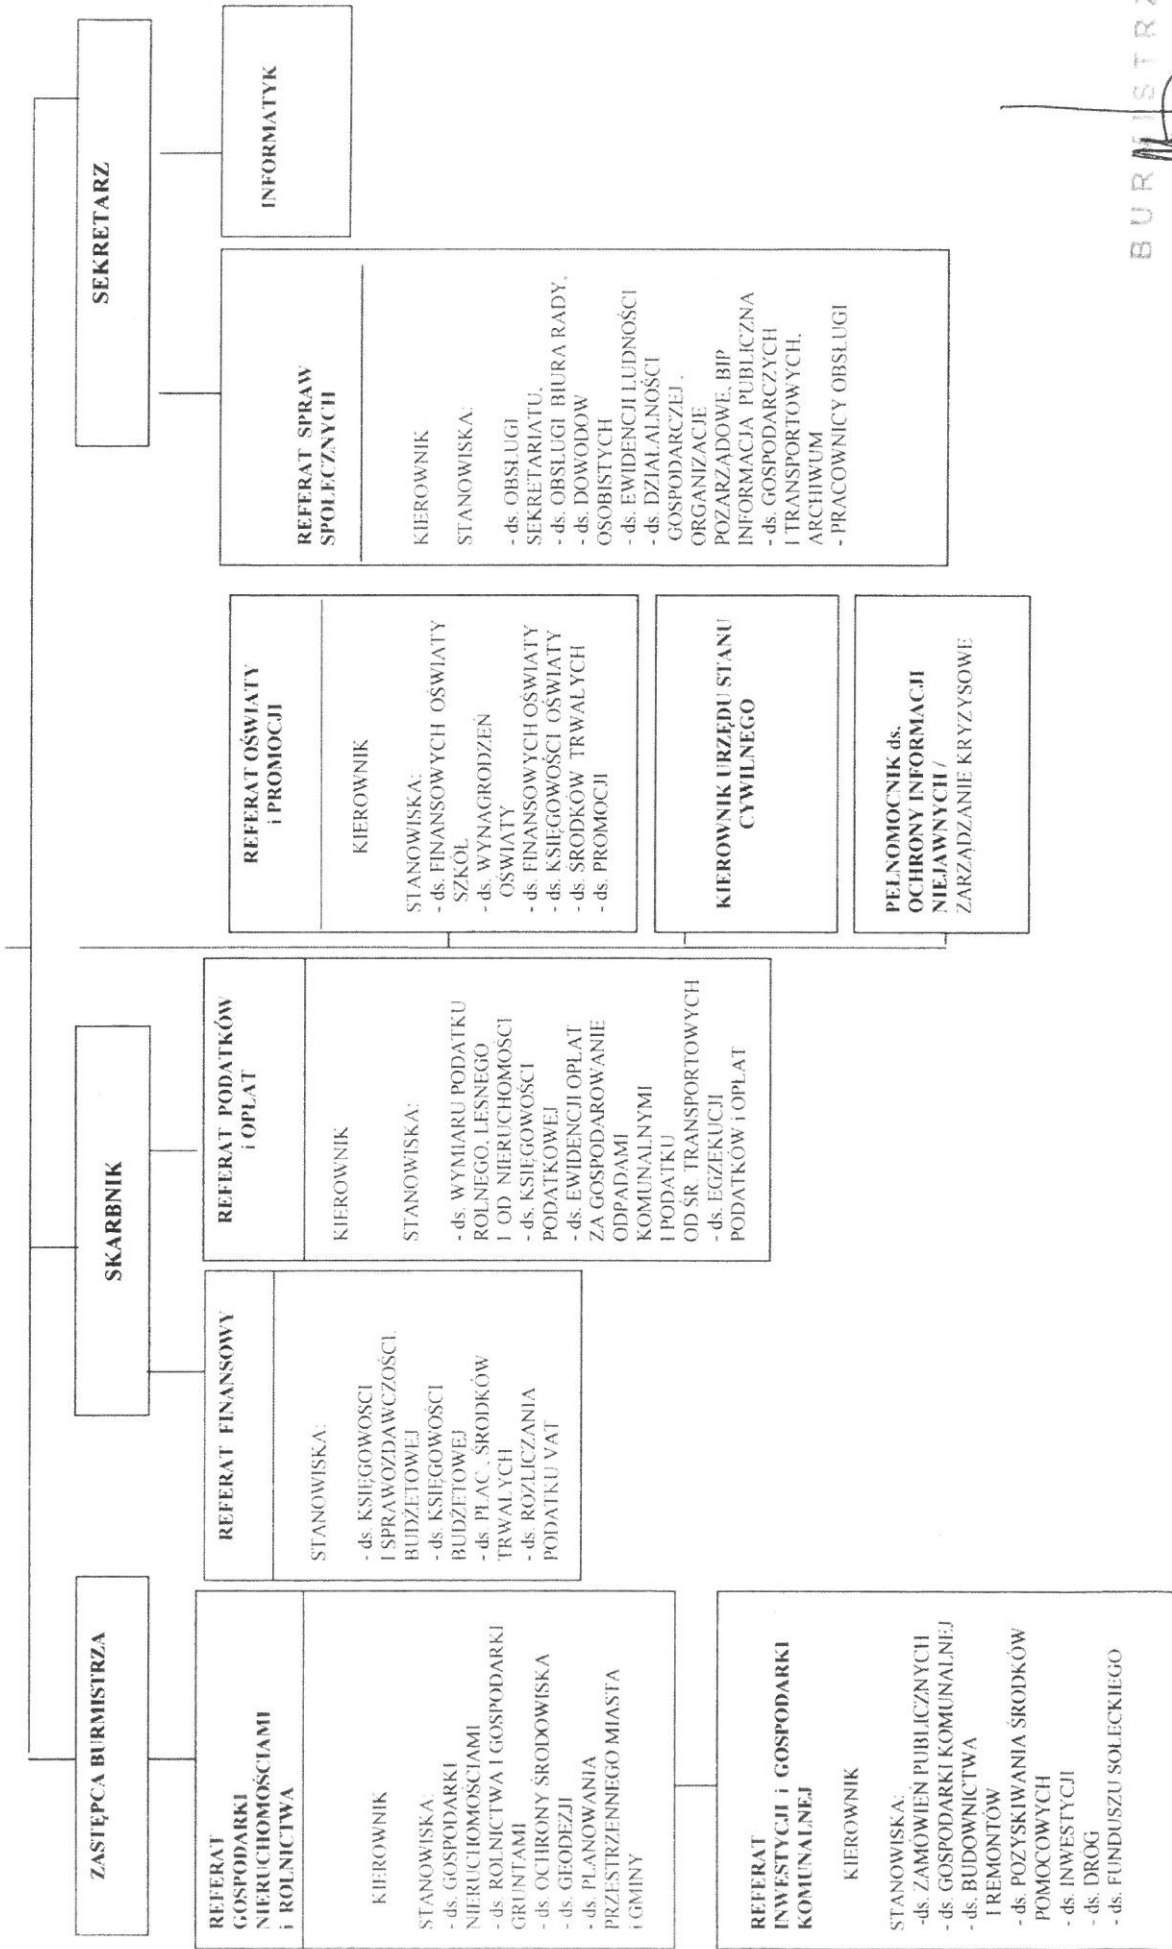 ZASTĘPCA BURMISTRZA
SKARBNIK
SEKRETARZ
REFERAT
GOSPODARKI
NIERUCHOMOŚCIAMI
i ROLNICTWA
KIEROWNIK
STANOWISKA:
- ds. GOSPODARKI
NIERUCHOMOŚCIAMI
- ds. ROLNICTWA I GOSPODARKI
GRUNTAMI
- ds. OCHRONY ŚRODOWISKA
- ds. GEODEZJI
- ds. PLANOWANIA
PRZESTRZENNEGO MIASTA
i GMINY
REFERAT
INWESTYCJI i GOSPODARKI
KOMUNALNEJ
KIEROWNIK
STANOWISKA:
-ds. ZAMÓWIEŃ PUBLICZNYCH
- ds. GOSPODARKI KOMUNALNEJ
- ds. BUDOWNICTWA
I REMONTÓW
- ds. POZYSKIWANIA ŚRODKÓW
POMOCOWYCH
- ds. INWESTYCJI
- ds. DRÓG
- ds. FUNDUSZU SOŁECKIEGO
REFERAT FINANSOWY
STANOWISKA:
- ds. KSIĘGOWOŚCI
I SPRAWOZDAWCZOŚCI.
BUDŻETOWEJ
- ds. KSIĘGOWOŚCI
BUDŻETOWEJ
- ds. PŁAC , ŚRODKÓW
TRWAŁYCH
- ds. ROZLICZANIA
PODATKU VAT
REFERAT PODATKÓW
i OPŁAT
KIEROWNIK
STANOWISKA:
- ds. WYMIARU PODATKU
ROLNEGO, LESNEGO
I OD NIERUCHOMOŚCI
- ds. KSIĘGOWOŚCI
PODATKOWEJ
- ds. EWIDENCJI OPŁAT
ZA GOSPODAROWANIE
ODPADAMI
KOMUNALNYMI
I PODATKU
OD ŚR. TRANSPORTOWYCH
- ds. EGZEKUCJI
PODATKÓW i OPŁAT
REFERAT OŚWIATY
i PROMOCJI
KIEROWNIK
STANOWISKA:
- ds. FINANSOWYCH OŚWIATY
SZKÓŁ
- ds. WYNAGRODZEŃ
OŚWIATY
- ds. FINANSOWYCH OŚWIATY
- ds. KSIĘGOWOŚCI OŚWIATY
- ds. ŚRODKÓW TRWAŁYCH
- ds. PROMOCJI
KIEROWNIK URZĘDU STANU
CYWILNEGO
PEŁNOMOCNIK ds.
OCHRONY INFORMACJI
NIEJAWNYCH /
ZARZĄDZANIE KRYZYSOWE
REFERAT SPRAW
SPOŁECZNYCH
KIEROWNIK
STANOWISKA:
- ds. OBSŁUGI
SEKRETARIATU.
- ds. OBSŁUGI BIURA RADY.
- ds. DOWODOW
OSOBISTYCH
- ds. EWIDENCJI LUDNOŚCI
- ds. DZIAŁALNOŚCI
GOSPODARCZEJ .
ORGANIZACJE
POZARZĄDOWE, BIP
INFORMACJA PUBLICZNA
- ds. GOSPODARCZYCH
I TRANSPORTOWYCH.
ARCHIWUM
- PRACOWNICY OBSŁUGI
INFORMATYK